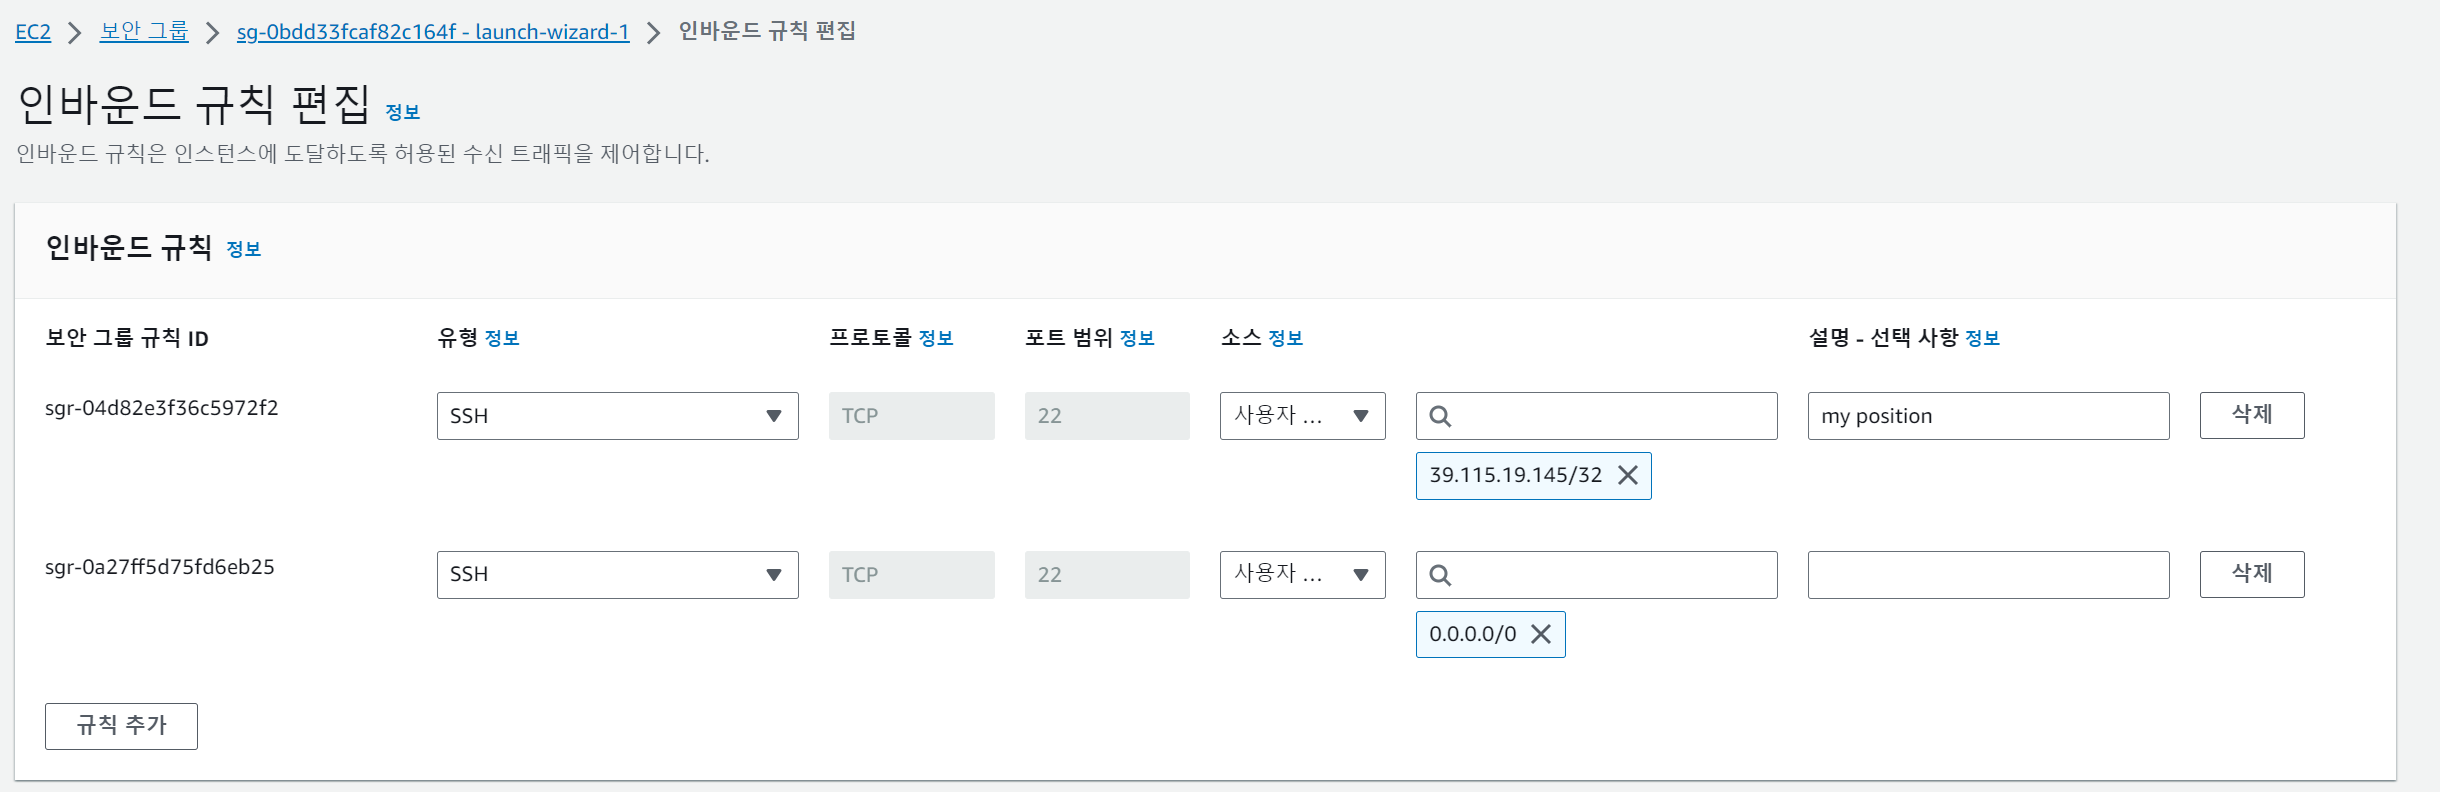 EC2 > 보안 그룹 > sg-0bdd33fcaf82c164f - launch-wizard-1 > 인바운드 규칙 편집
인바운드 규칙 편집 정보
인바운드 규칙은 인스턴스에 도달하도록 허용된 수신 트래픽을 제어합니다.
인바운드 규칙 정보
보안 그룹 규칙 ID 유형 정보 프로토콜 정보 포트 범위 정보 소스 정보 설명 - 선택 사항 정보
sgr-04d82e3f36c5972f2 SSH TCP 22 사용자 ... my position 삭제
39.115.19.145/32
sgr-0a27ff5d75fd6eb25 SSH TCP 22 사용자 ... 삭제
0.0.0.0/0
규칙 추가